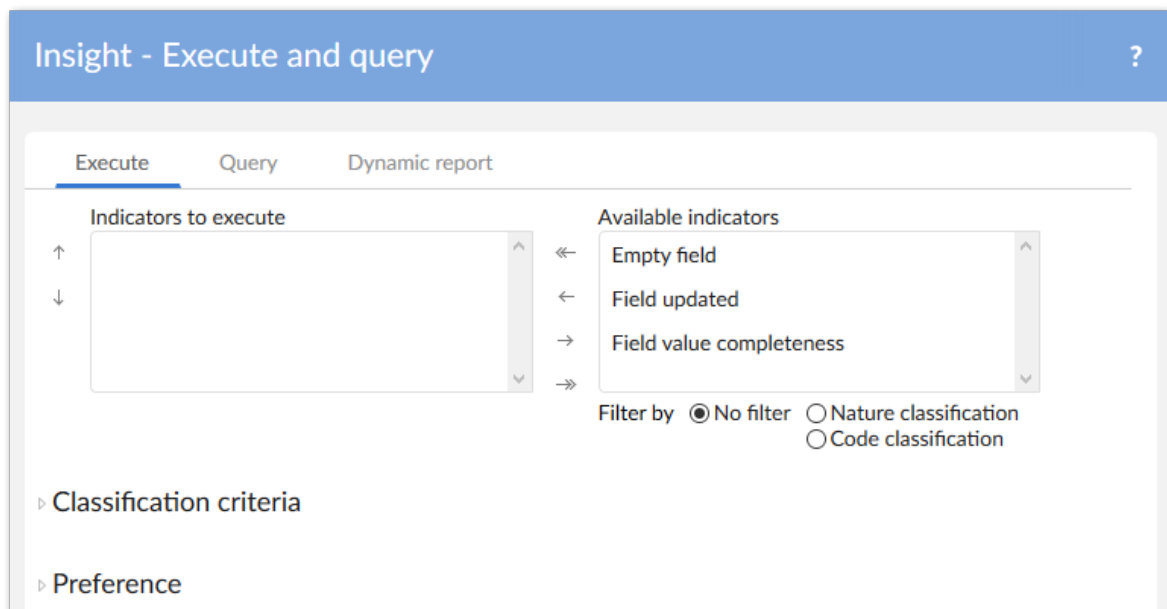 Insight - Execute and query ?
Execute Query Dynamic report
Indicators to execute Available indicators
Empty field
Field updated
Field value completeness
Filter by No filter Nature classification
Code classification
Classification criteria
Preference